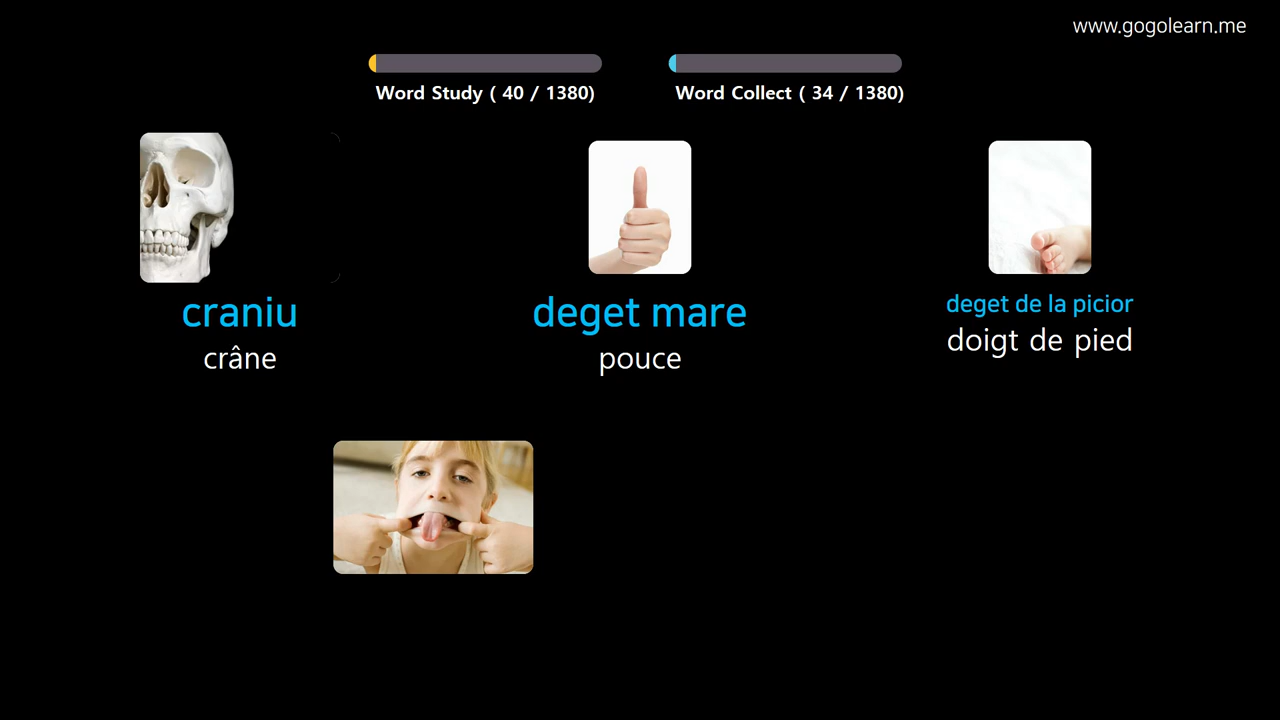 www.gogolearn.me
Word Study ( 40 / 1380)
Word Collect ( 34 / 1380)
craniu
crâne
deget mare
pouce
deget de la picior
doigt de pied